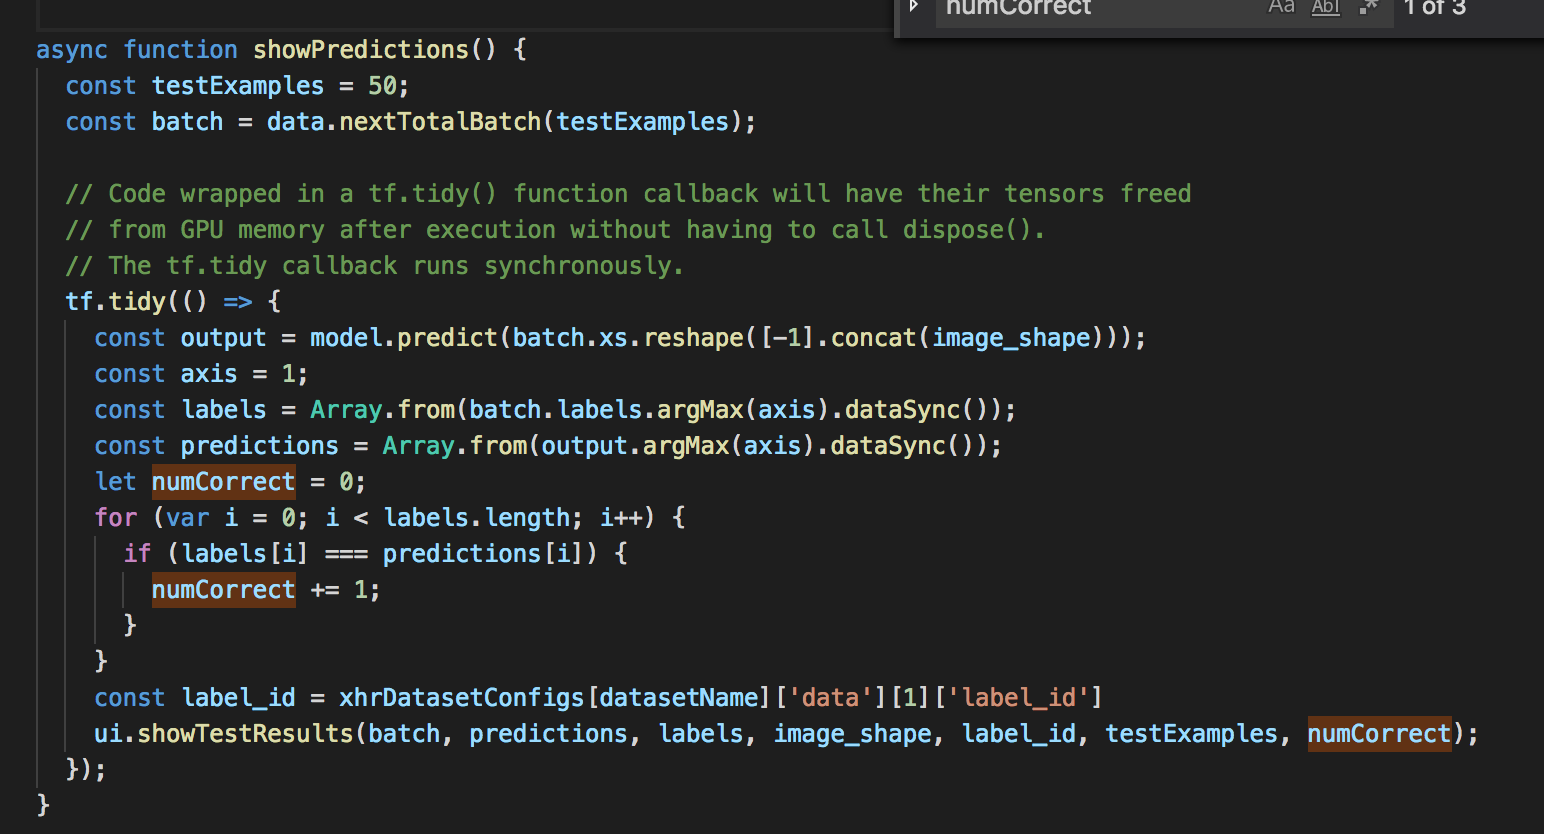 numCorrect Aa Abl .* 1 of 3
async function showPredictions() {
  const testExamples = 50;
  const batch = data.nextTotalBatch(testExamples);
  // Code wrapped in a tf.tidy() function callback will have their tensors freed
  // from GPU memory after execution without having to call dispose().
  // The tf.tidy callback runs synchronously.
  tf.tidy(() => {
    const output = model.predict(batch.xs.reshape([-1].concat(image_shape)));
    const axis = 1;
    const labels = Array.from(batch.labels.argMax(axis).dataSync());
    const predictions = Array.from(output.argMax(axis).dataSync());
    let numCorrect = 0;
    for (var i = 0; i < labels.length; i++) {
      if (labels[i] === predictions[i]) {
        numCorrect += 1;
      }
    }
    const label_id = xhrDatasetConfigs[datasetName]['data'][1]['label_id']
    ui.showTestResults(batch, predictions, labels, image_shape, label_id, testExamples, numCorrect);
  });
}